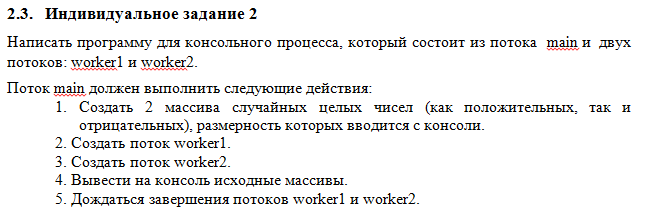 2.3. Индивидуальное задание 2
Написать программу для консольного процесса, который состоит из потока main и двух
потоков: worker1 и worker2.
Поток main должен выполнить следующие действия:
1. Создать 2 массива случайных целых чисел (как положительных, так и
отрицательных), размерность которых вводится с консоли.
2. Создать поток worker1.
3. Создать поток worker2.
4. Вывести на консоль исходные массивы.
5. Дождаться завершения потоков worker1 и worker2.